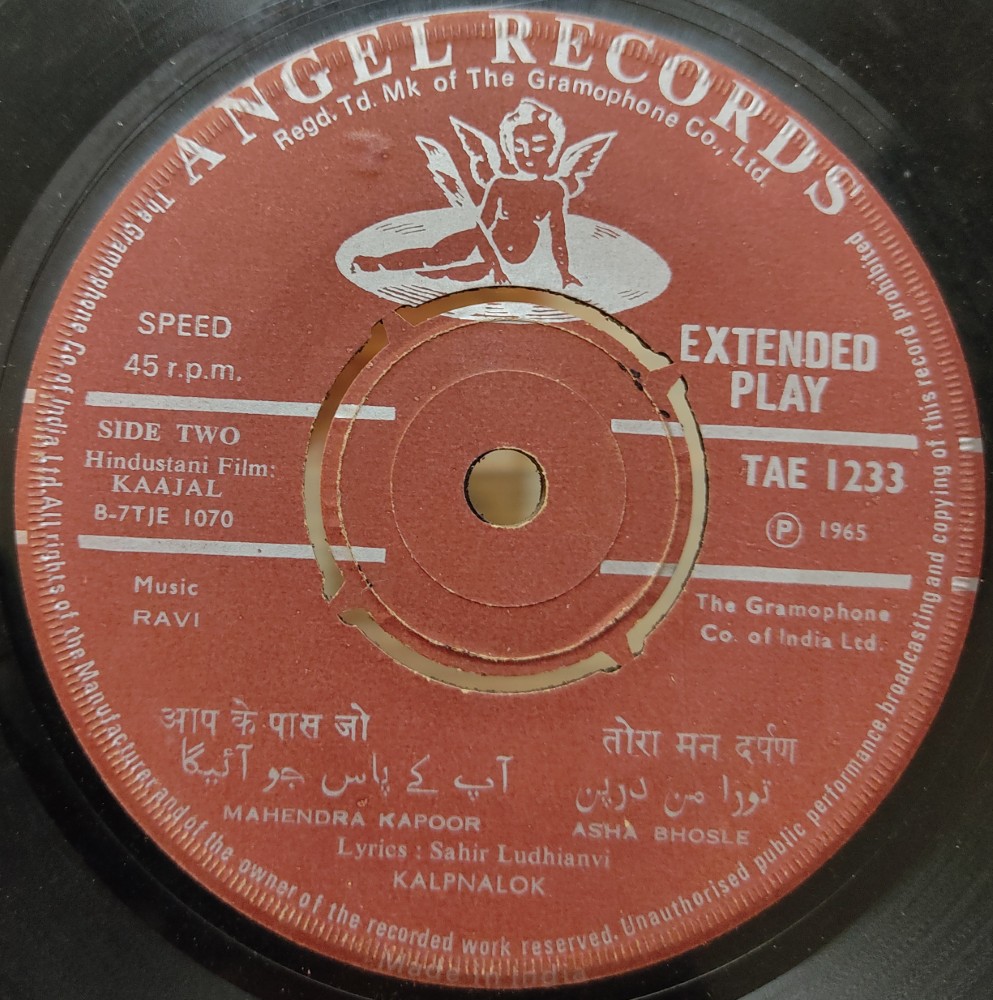 ANGEL RECORDS
Regd. Td. Mk of The Gramophone Co., Ltd.
The Gramophone Co. of India Ltd. All rights of the Manufacturer and of the owner of the recorded work reserved. Unauthorised public performance, broadcasting and copying of this record prohibited
SPEED
45 r.p.m.
EXTENDED
PLAY
SIDE TWO
Hindustani Film:
KAAJAL
B-7TJE 1070
TAE 1233
Ⓟ 1965
Music
RAVI
The Gramophone
Co. of India Ltd.
आप के पास जो
آپ کے پاس جو آئیگا
MAHENDRA KAPOOR
तोरा मन दर्पण
تورا من درپن
ASHA BHOSLE
Lyrics : Sahir Ludhianvi
KALPNALOK
Made in India